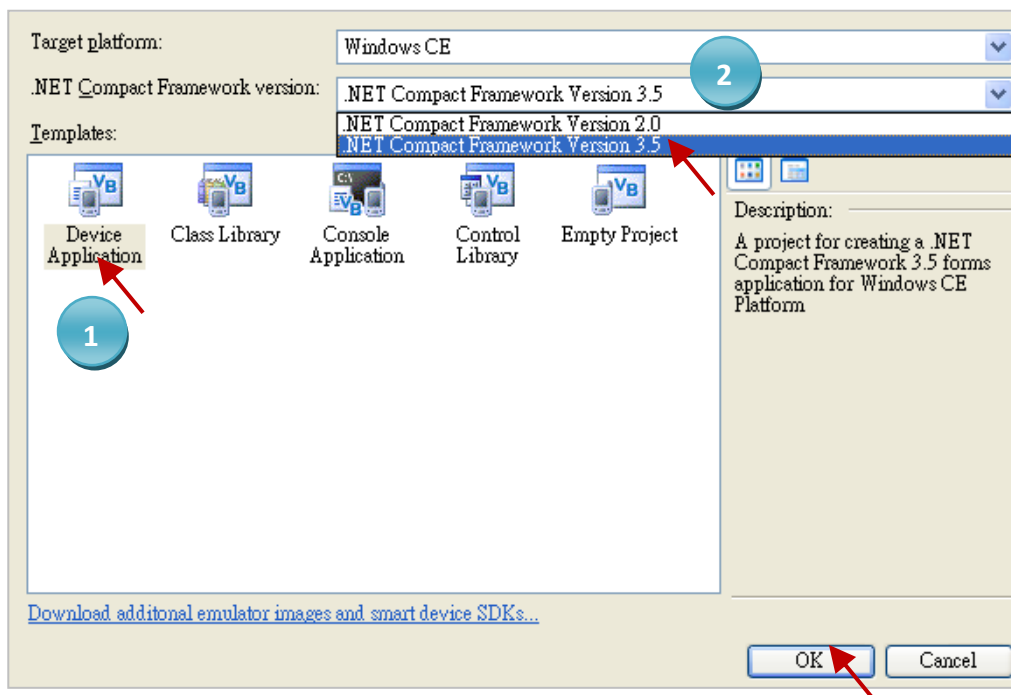 Target platform:
Windows CE
2
.NET Compact Framework version:
.NET Compact Framework Version 3.5
.NET Compact Framework Version 2.0
.NET Compact Framework Version 3.5
Templates:
VB
VB
C:\
VB
VB
VB
Device
Application
Class Library
Console
Application
Control
Library
Empty Project
1
Description:
A project for creating a .NET
Compact Framework 3.5 forms
application for Windows CE
Platform
Download additonal emulator images and smart device SDKs...
OK
Cancel